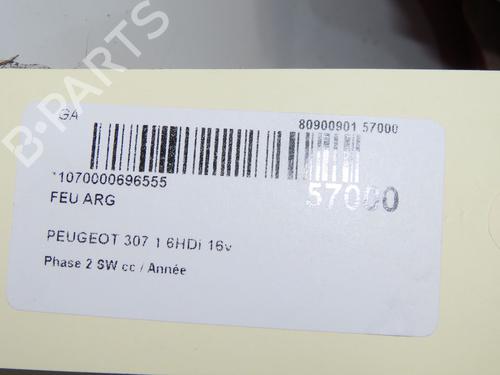 B-PARTS
GA
80900901 57000
*1070000696555
57000
FEU ARG
PEUGEOT 307 1 6HDi 16v
Phase 2 SW cc / Année